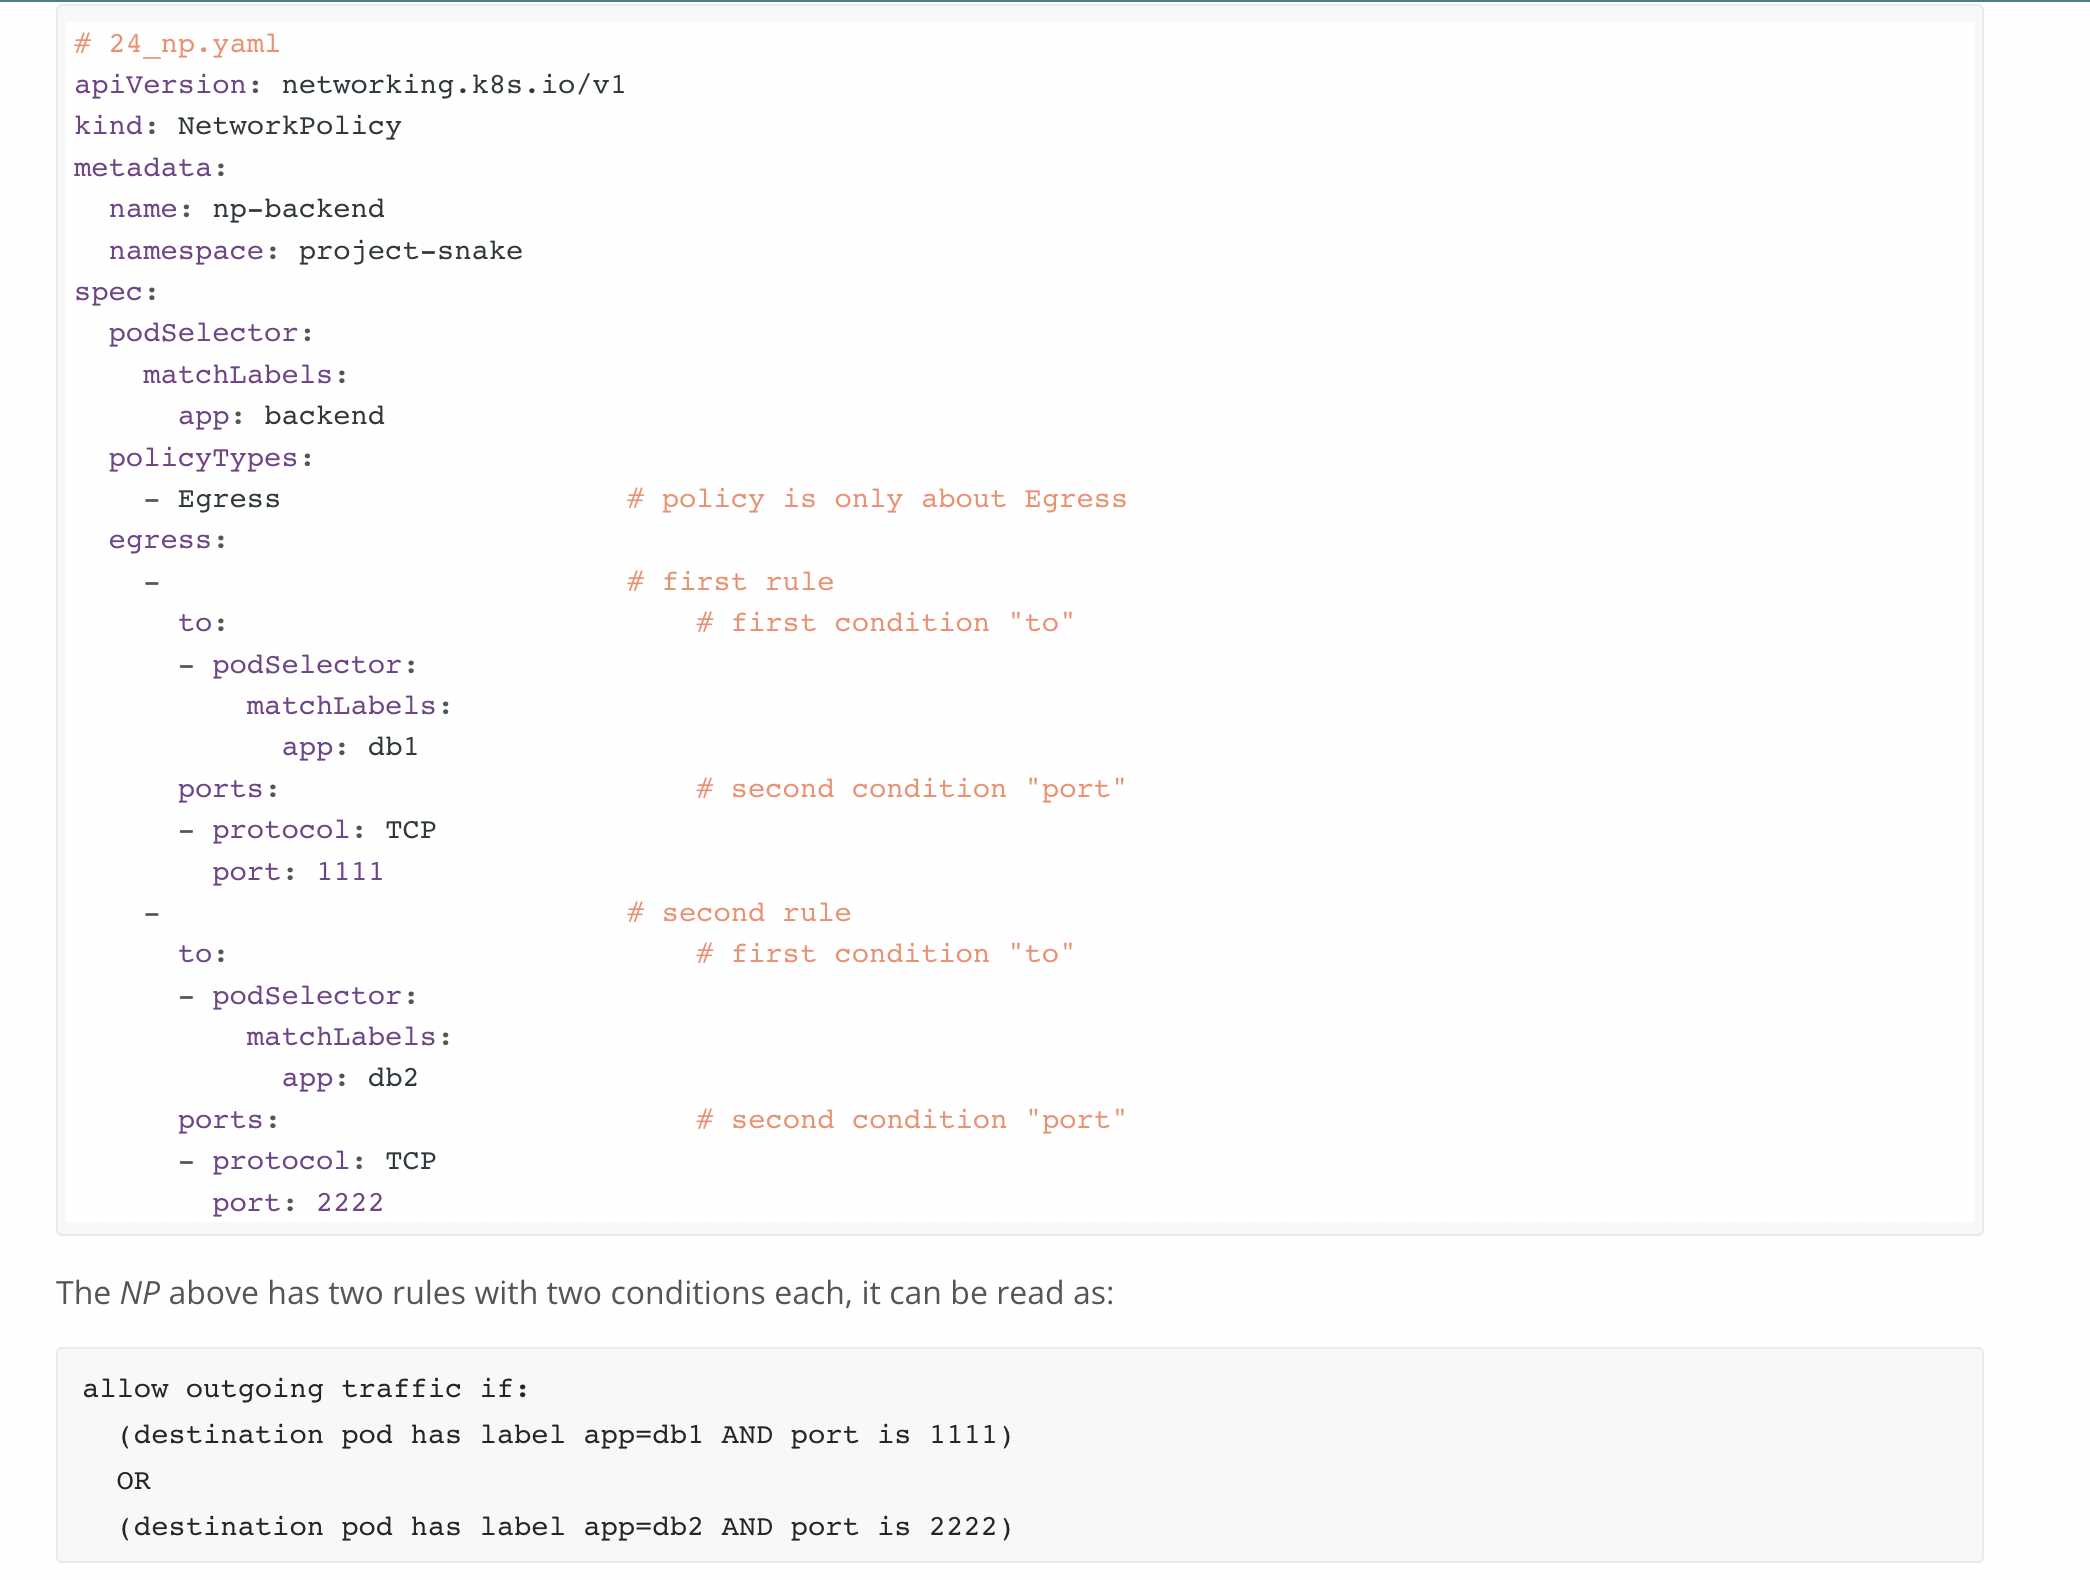 # 24_np.yaml
apiVersion: networking.k8s.io/v1
kind: NetworkPolicy
metadata:
  name: np-backend
  namespace: project-snake
spec:
  podSelector:
    matchLabels:
      app: backend
  policyTypes:
    - Egress                    # policy is only about Egress
  egress:
    -                           # first rule
      to:                           # first condition "to"
      - podSelector:
          matchLabels:
            app: db1
      ports:                        # second condition "port"
      - protocol: TCP
        port: 1111
    -                           # second rule
      to:                           # first condition "to"
      - podSelector:
          matchLabels:
            app: db2
      ports:                        # second condition "port"
      - protocol: TCP
        port: 2222
The NP above has two rules with two conditions each, it can be read as:
allow outgoing traffic if:
  (destination pod has label app=db1 AND port is 1111)
  OR
  (destination pod has label app=db2 AND port is 2222)